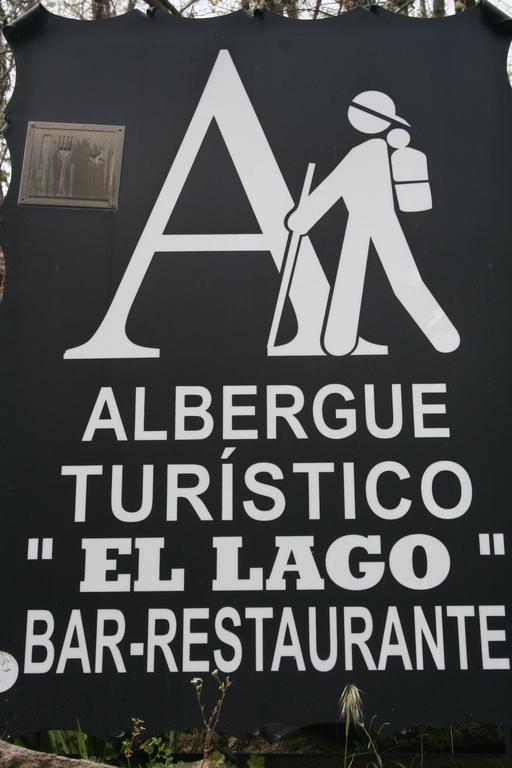 A
ALBERGUE
TURÍSTICO
" EL LAGO "
BAR-RESTAURANTE